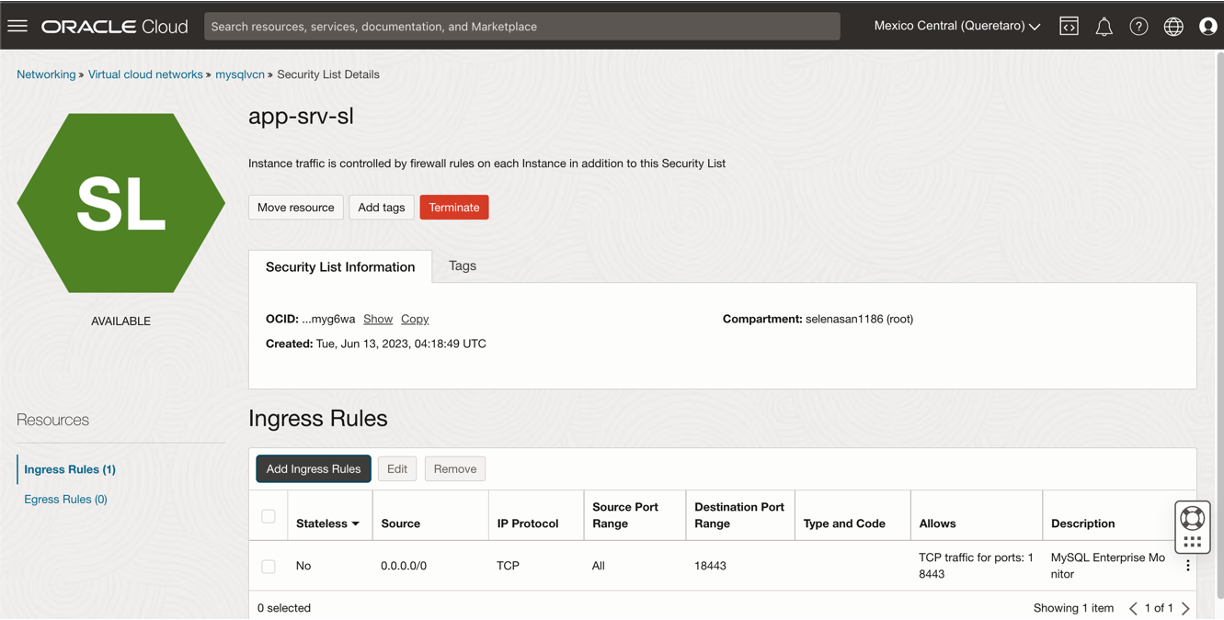 ORACLE Cloud
Search resources, services, documentation, and Marketplace
Mexico Central (Queretaro)
Networking » Virtual cloud networks » mysqlvcn » Security List Details
SL
AVAILABLE
app-srv-sl
Instance traffic is controlled by firewall rules on each Instance in addition to this Security List
Move resource
Add tags
Terminate
Security List Information
Tags
OCID: ...myg6wa Show Copy
Compartment: selenasan1186 (root)
Created: Tue, Jun 13, 2023, 04:18:49 UTC
Resources
Ingress Rules (1)
Egress Rules (0)
Ingress Rules
Add Ingress Rules
Edit
Remove
Stateless
Source
IP Protocol
Source Port
Range
Destination Port
Range
Type and Code
Allows
Description
No
0.0.0.0/0
TCP
All
18443
TCP traffic for ports: 1
8443
MySQL Enterprise Mo
nitor
0 selected
Showing 1 item
1 of 1